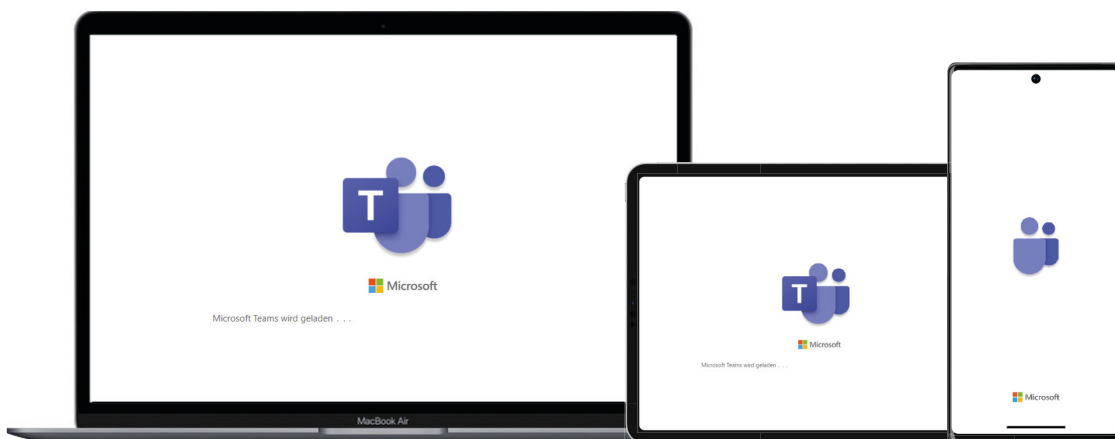 T
Microsoft
Microsoft Teams wird geladen . . .
MacBook Air
T
Microsoft
Microsoft Teams wird geladen . . .
Microsoft